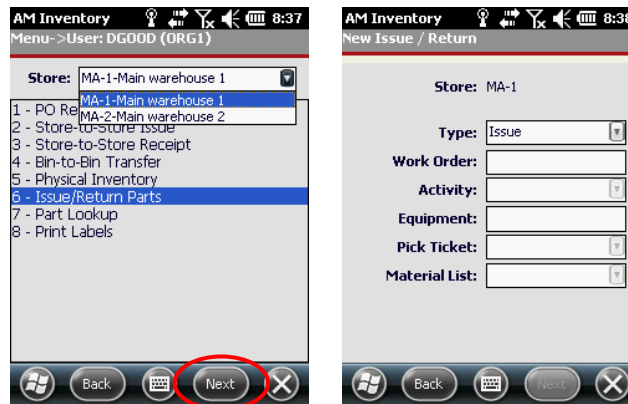 AM Inventory 8:37
Menu->User: DGOOD (ORG1)
Store: MA-1-Main warehouse 1
MA-1-Main warehouse 1
MA-2-Main warehouse 2
1 - PO Re
2 - Store-to-Store Issue
3 - Store-to-Store Receipt
4 - Bin-to-Bin Transfer
5 - Physical Inventory
6 - Issue/Return Parts
7 - Part Lookup
8 - Print Labels
Back Next
AM Inventory 8:38
New Issue / Return
Store: MA-1
Type: Issue
Work Order:
Activity:
Equipment:
Pick Ticket:
Material List:
Back Next